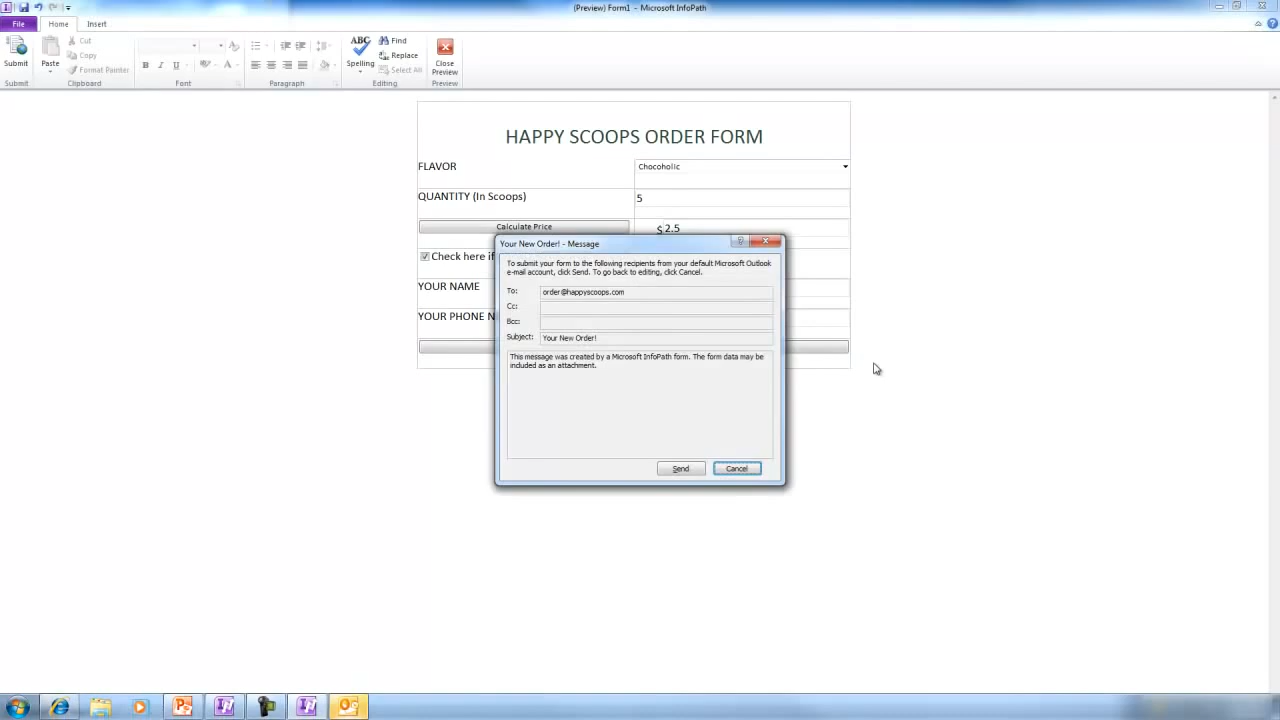 (Preview) Form1 - Microsoft InfoPath
File Home Insert
Submit
Paste
Cut
Copy
Format Painter
B I U
A
ABC
Spelling
Find
Replace
Select All
Close
Preview
Submit Clipboard Font Paragraph Editing Preview
HAPPY SCOOPS ORDER FORM
FLAVOR Chocoholic
QUANTITY (In Scoops) 5
Calculate Price $ 2.5
Check here if
YOUR NAME
YOUR PHONE N
Your New Order! - Message
To submit your form to the following recipients from your default Microsoft Outlook
e-mail account, click Send. To go back to editing, click Cancel.
To: order@happyscoops.com
Cc:
Bcc:
Subject: Your New Order!
This message was created by a Microsoft InfoPath form. The form data may be
included as an attachment.
Send Cancel